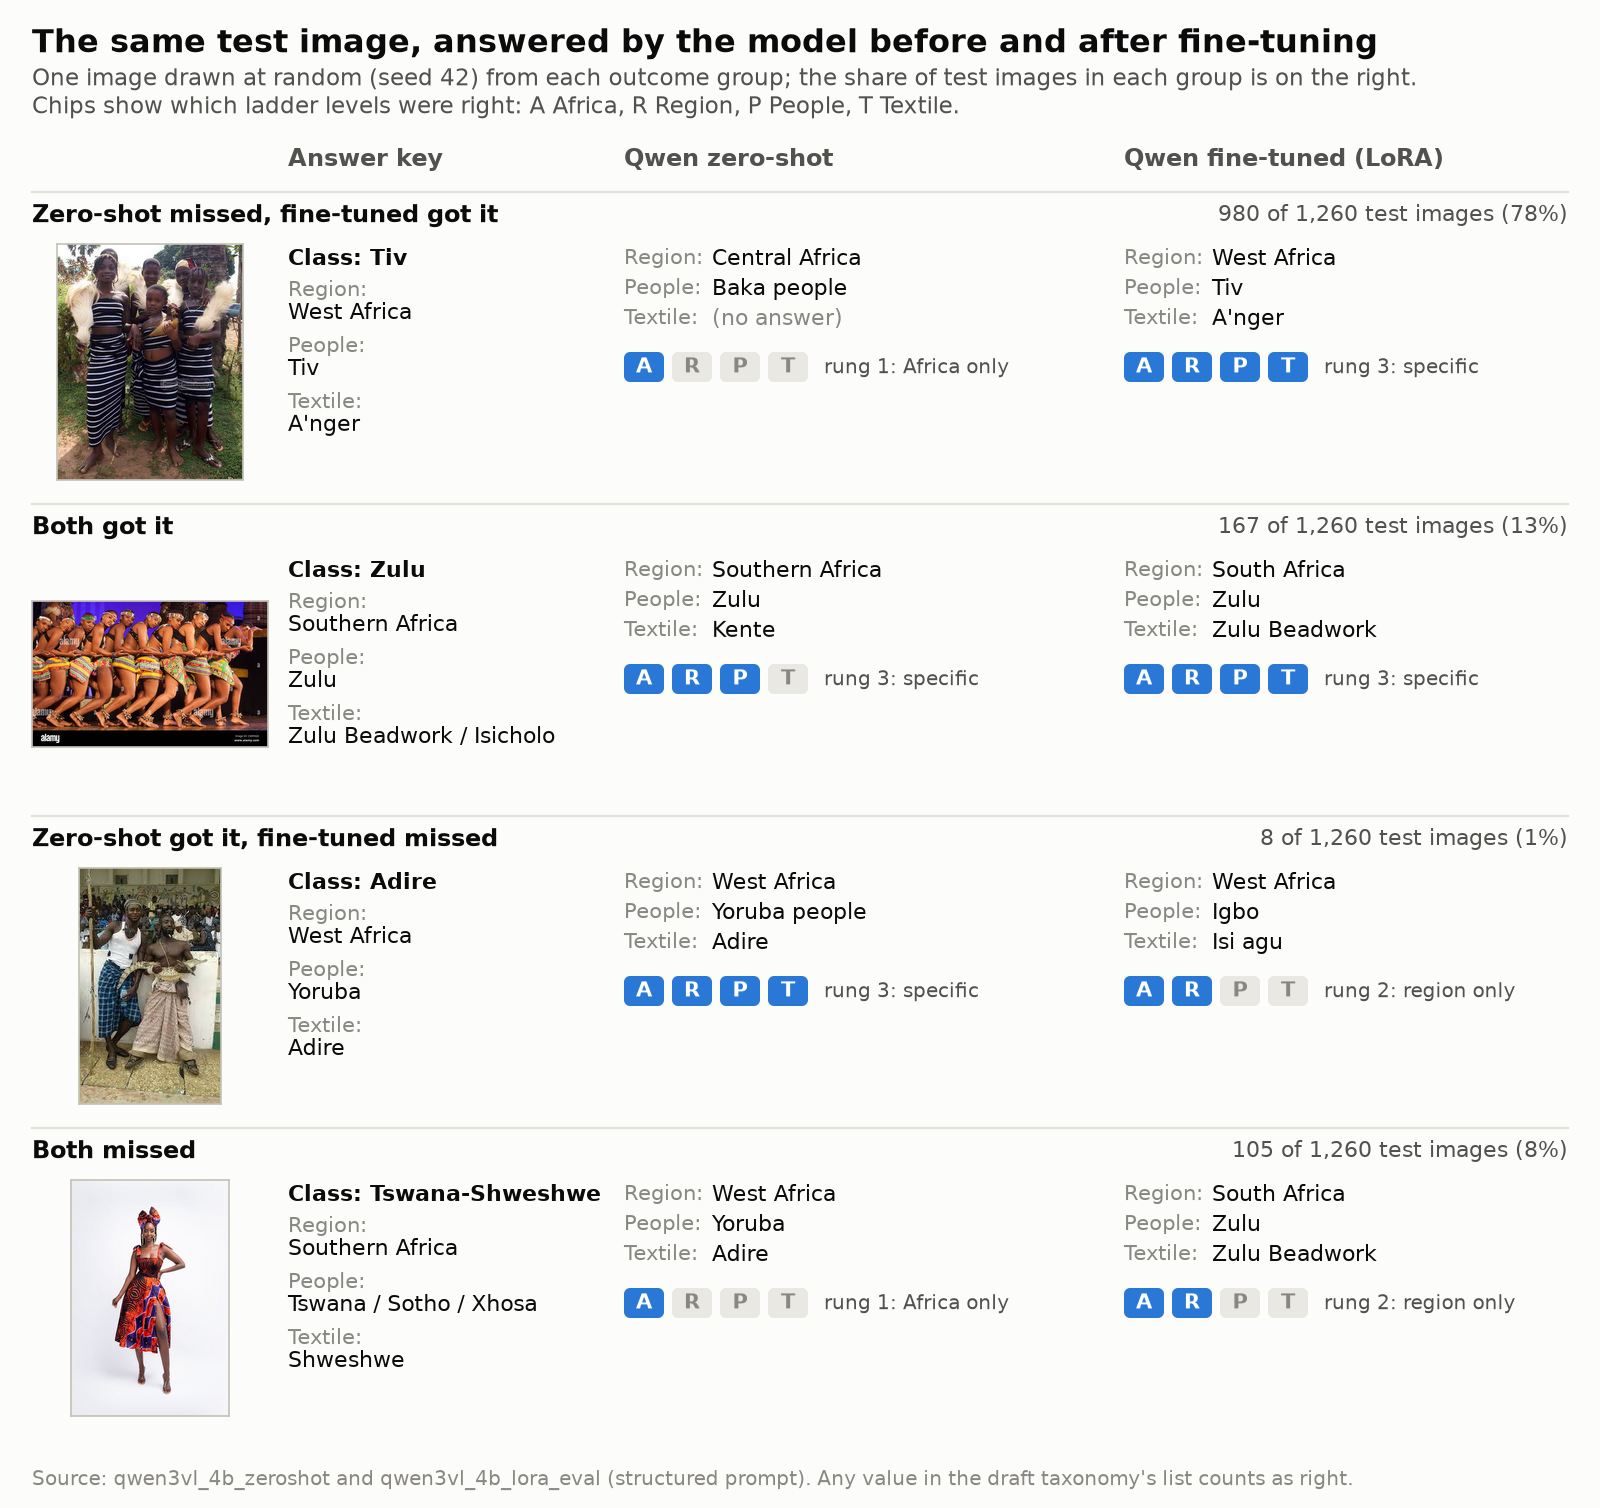 The same test image, answered by the model before and after fine-tuning
One image drawn at random (seed 42) from each outcome group; the share of test images in each group is on the right.
Chips show which ladder levels were right: A Africa, R Region, P People, T Textile.
Answer key
Qwen zero-shot
Qwen fine-tuned (LoRA)
Zero-shot missed, fine-tuned got it
980 of 1,260 test images (78%)
Class: Tiv
Region:
West Africa
People:
Tiv
Textile:
A'nger
Region: Central Africa
People: Baka people
Textile: (no answer)
A R P T rung 1: Africa only
Region: West Africa
People: Tiv
Textile: A'nger
A R P T rung 3: specific
Both got it
167 of 1,260 test images (13%)
alamy
alamy
alamy
alamy
alamy
Class: Zulu
Region:
Southern Africa
People:
Zulu
Textile:
Zulu Beadwork / Isicholo
Region: Southern Africa
People: Zulu
Textile: Kente
A R P T rung 3: specific
Region: South Africa
People: Zulu
Textile: Zulu Beadwork
A R P T rung 3: specific
Zero-shot got it, fine-tuned missed
8 of 1,260 test images (1%)
Class: Adire
Region:
West Africa
People:
Yoruba
Textile:
Adire
Region: West Africa
People: Yoruba people
Textile: Adire
A R P T rung 3: specific
Region: West Africa
People: Igbo
Textile: Isi agu
A R P T rung 2: region only
Both missed
105 of 1,260 test images (8%)
Class: Tswana-Shweshwe
Region:
Southern Africa
People:
Tswana / Sotho / Xhosa
Textile:
Shweshwe
Region: West Africa
People: Yoruba
Textile: Adire
A R P T rung 1: Africa only
Region: South Africa
People: Zulu
Textile: Zulu Beadwork
A R P T rung 2: region only
Source: qwen3vl_4b_zeroshot and qwen3vl_4b_lora_eval (structured prompt). Any value in the draft taxonomy's list counts as right.